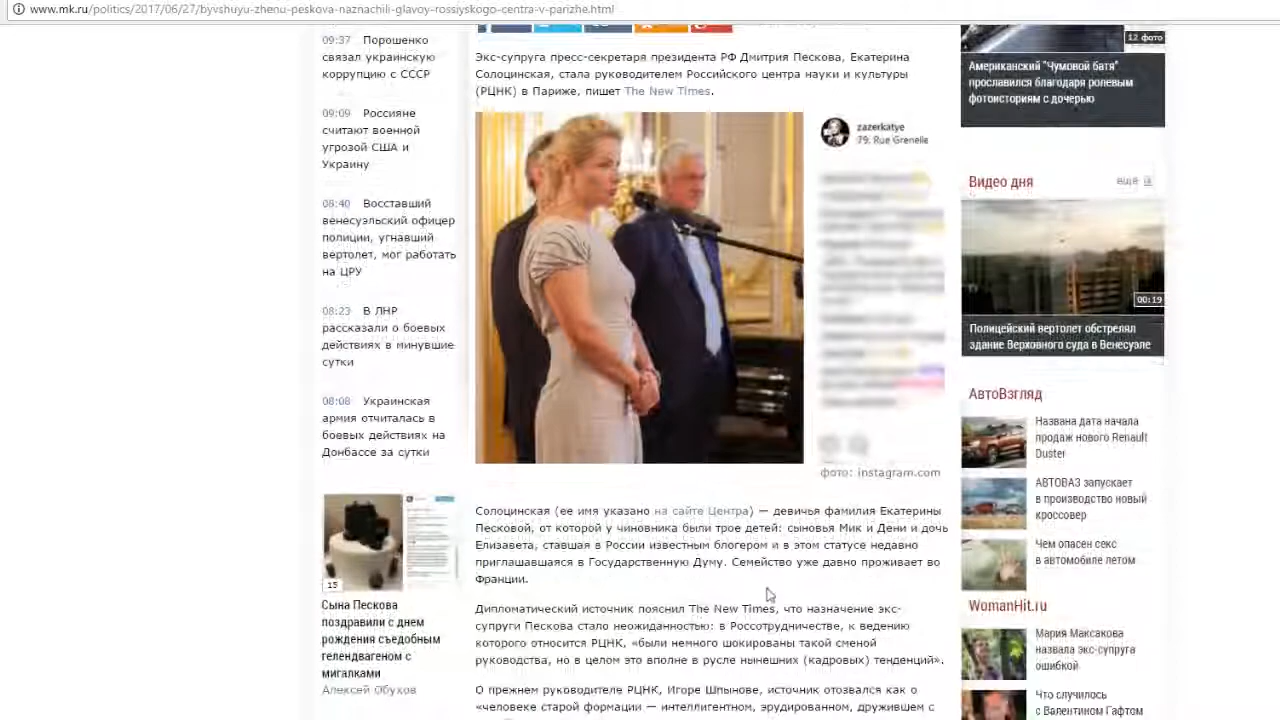 www.mk.ru/politics/2017/06/27/byvshuyu-zhenu-peskova-naznachili-glavoy-rossiyskogo-centra-v-parizhe.html
09:37 Порошенко
связал украинскую
коррупцию с СССР
09:09 Россияне
считают военной
угрозой США и
Украину
08:40 Восставший
венесуэльский офицер
полиции, угнавший
вертолет, мог работать
на ЦРУ
08:23 В ЛНР
рассказали о боевых
действиях в минувшие
сутки
08:08 Украинская
армия отчиталась в
боевых действиях на
Донбассе за сутки
15
Сына Пескова
поздравили с днем
рождения съедобным
гелендвагеном с
мигалками
Алексей Обухов
Экс-супруга пресс-секретаря президента РФ Дмитрия Пескова, Екатерина
Солоцинская, стала руководителем Российского центра науки и культуры
(РЦНК) в Париже, пишет The New Times.
zazerkatye
79, Rue Grenelle
фото: instagram.com
Солоцинская (ее имя указано на сайте Центра) — девичья фамилия Екатерины
Песковой, от которой у чиновника были трое детей: сыновья Мик и Дени и дочь
Елизавета, ставшая в России известным блогером и в этом статусе недавно
приглашавшаяся в Государственную Думу. Семейство уже давно проживает во
Франции.
Дипломатический источник пояснил The New Times, что назначение экс-
супруги Пескова стало неожиданностью: в Россотрудничестве, к ведению
которого относится РЦНК, «были немного шокированы такой сменой
руководства, но в целом это вполне в русле нынешних (кадровых) тенденций».
О прежнем руководителе РЦНК, Игоре Шпынове, источник отозвался как о
«человеке старой формации — интеллигентном, эрудированном, дружившем с
12 фото
Американский "Чумовой батя"
прославился благодаря ролевым
фотоисториям с дочерью
Видео дня
ещё
00:19
Полицейский вертолет обстрелял
здание Верховного суда в Венесуэле
АвтоВзгляд
Названа дата начала
продаж нового Renault
Duster
АВТОВАЗ запускает
в производство новый
кроссовер
Чем опасен секс
в автомобиле летом
WomanHit.ru
Мария Максакова
назвала экс-супруга
ошибкой
Что случилось
с Валентином Гафтом